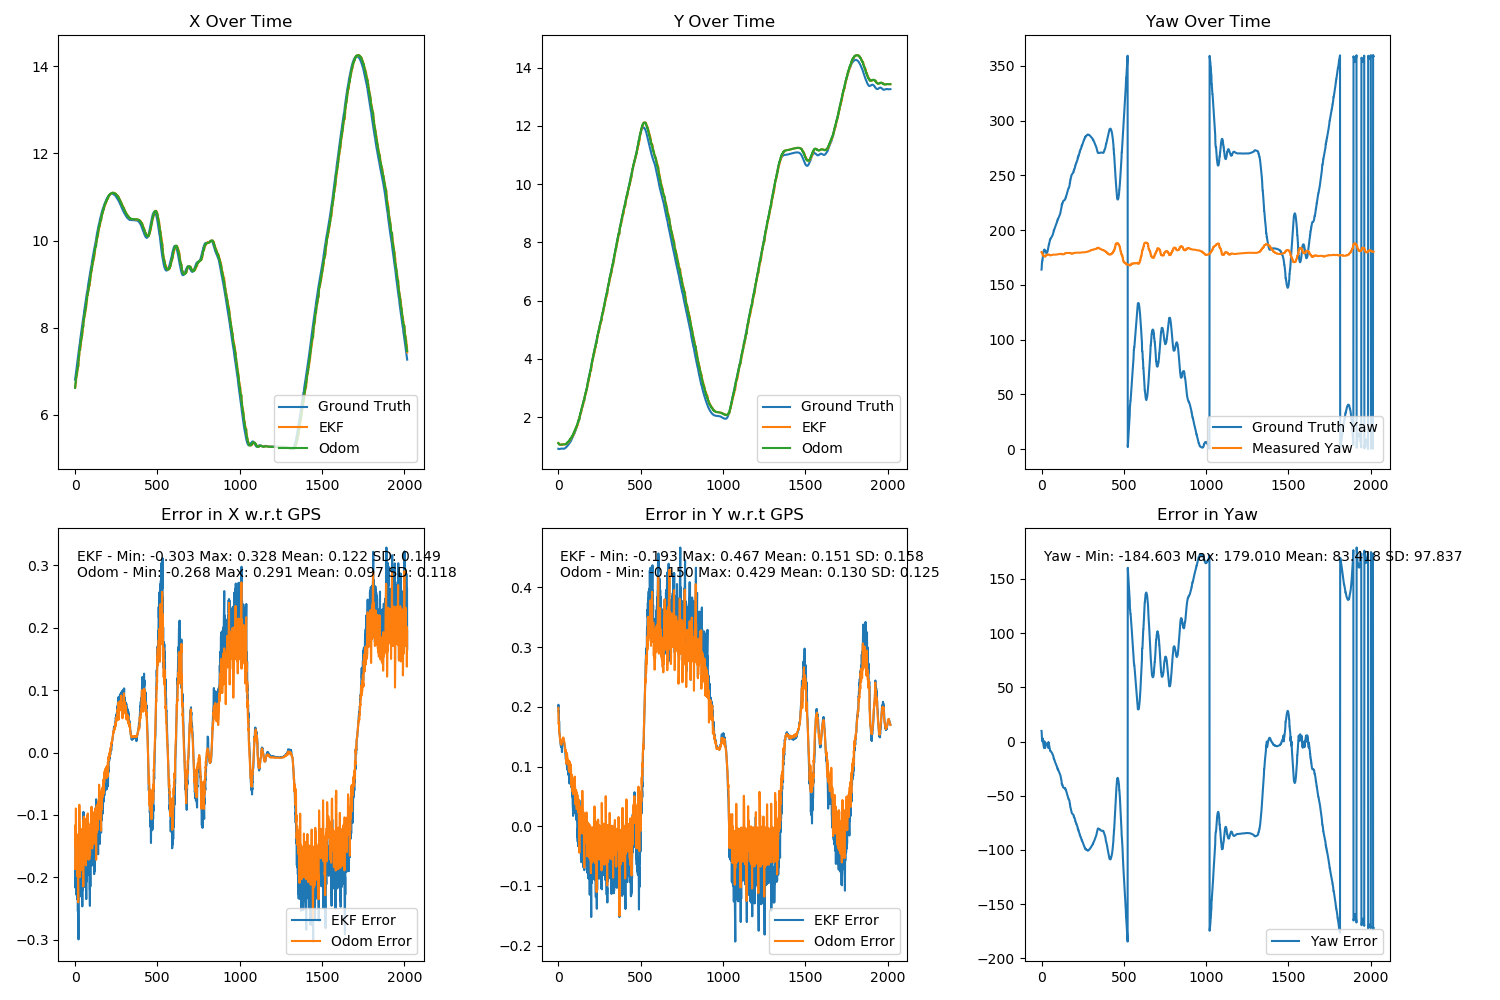 X Over Time
14
12
10
8
6
0 500 1000 1500 2000
Ground Truth
EKF
Odom
Y Over Time
14
12
10
8
6
4
2
0 500 1000 1500 2000
Ground Truth
EKF
Odom
Yaw Over Time
350
300
250
200
150
100
50
0
0 500 1000 1500 2000
Ground Truth Yaw
Measured Yaw
Error in X w.r.t GPS
EKF - Min: -0.303 Max: 0.328 Mean: 0.122 SD: 0.149
Odom - Min: -0.268 Max: 0.291 Mean: 0.097 SD: 0.118
0.3
0.2
0.1
0.0
−0.1
−0.2
−0.3
0 500 1000 1500 2000
EKF Error
Odom Error
Error in Y w.r.t GPS
EKF - Min: -0.193 Max: 0.467 Mean: 0.151 SD: 0.158
Odom - Min: -0.150 Max: 0.429 Mean: 0.130 SD: 0.125
0.4
0.3
0.2
0.1
0.0
−0.1
−0.2
0 500 1000 1500 2000
EKF Error
Odom Error
Error in Yaw
Yaw - Min: -184.603 Max: 179.010 Mean: 83.418 SD: 97.837
150
100
50
0
−50
−100
−150
−200
0 500 1000 1500 2000
Yaw Error